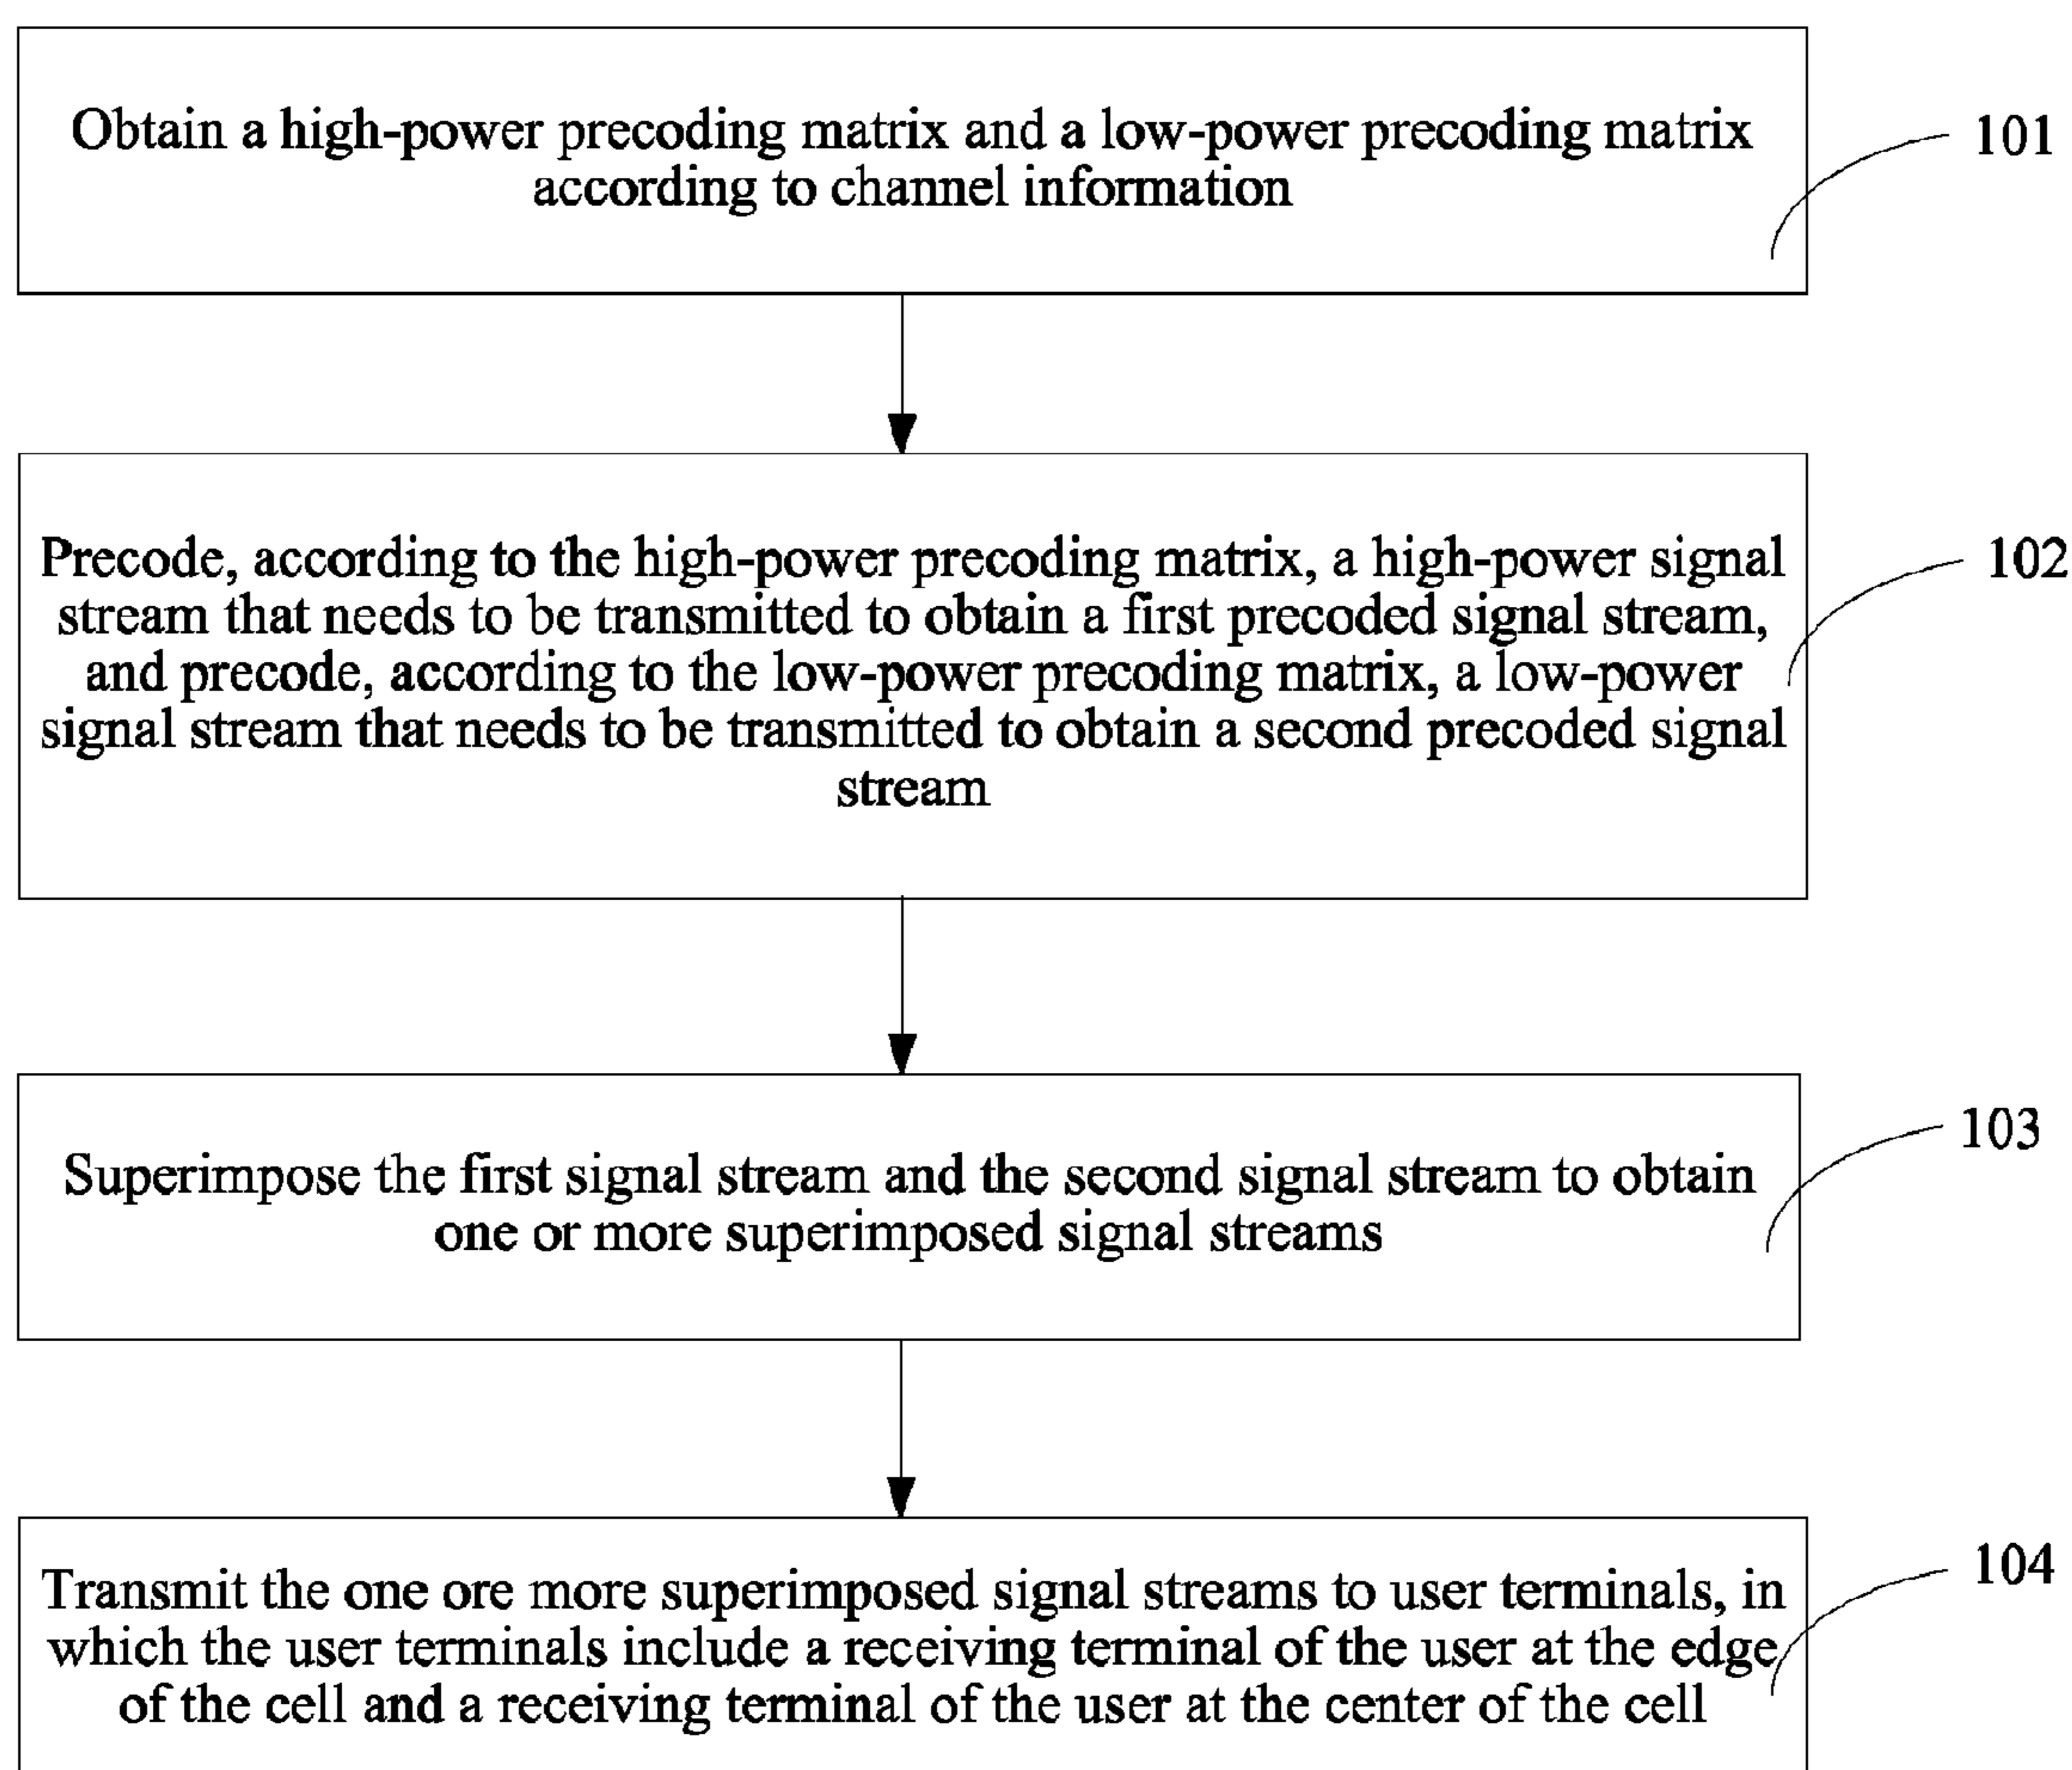 Obtain a high-power precoding matrix and a low-power precoding matrix
according to channel information
101
Precode, according to the high-power precoding matrix, a high-power signal
stream that needs to be transmitted to obtain a first precoded signal stream,
and precode, according to the low-power precoding matrix, a low-power
signal stream that needs to be transmitted to obtain a second precoded signal
stream
102
Superimpose the first signal stream and the second signal stream to obtain
one or more superimposed signal streams
103
Transmit the one ore more superimposed signal streams to user terminals, in
which the user terminals include a receiving terminal of the user at the edge
of the cell and a receiving terminal of the user at the center of the cell
104